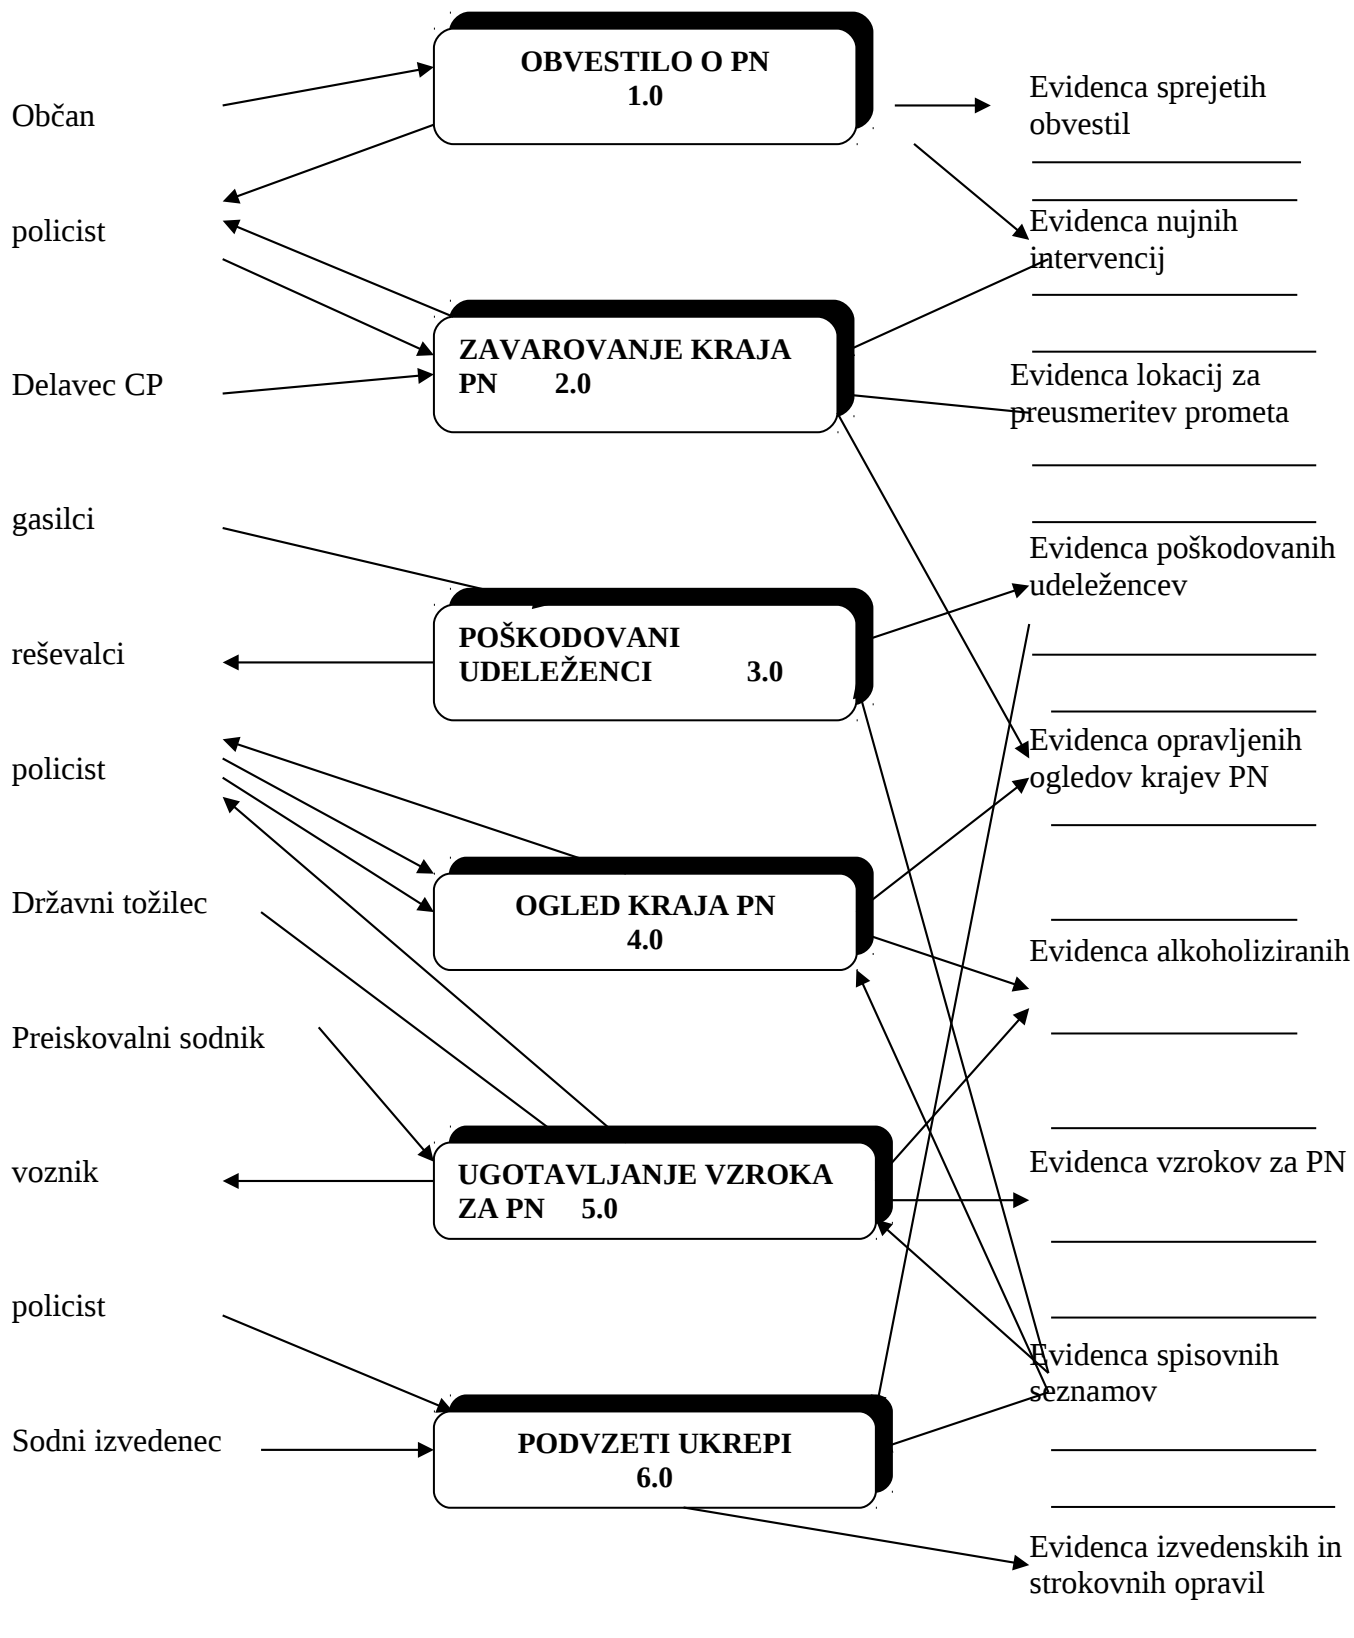 OBVESTILO O PN
1.0
Občan
Evidenca sprejetih
obvestil
policist
Evidenca nujnih
intervencij
ZAVAROVANJE KRAJA
PN 2.0
Delavec CP
Evidenca lokacij za
preusmeritev prometa
gasilci
Evidenca poškodovanih
udeležencev
POŠKODOVANI
UDELEŽENCI 3.0
reševalci
policist
Evidenca opravljenih
ogledov krajev PN
Državni tožilec
OGLED KRAJA PN
4.0
Evidenca alkoholiziranih
Preiskovalni sodnik
voznik
UGOTAVLJANJE VZROKA
ZA PN 5.0
Evidenca vzrokov za PN
policist
Evidenca spisovnih
seznamov
Sodni izvedenec
PODVZETI UKREPI
6.0
Evidenca izvedenskih in
strokovnih opravil